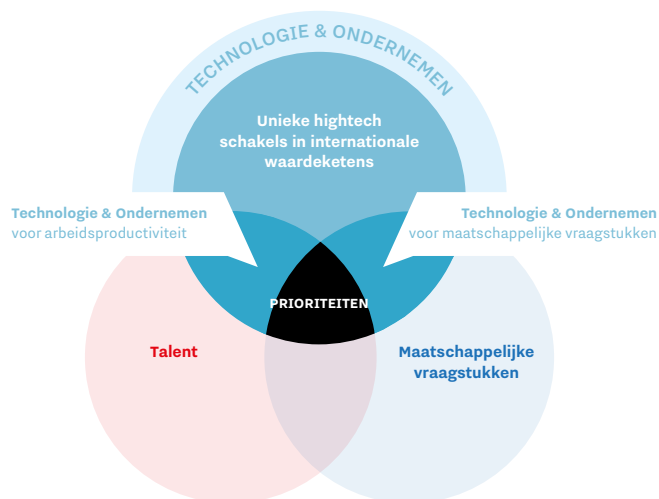 TECHNOLOGIE & ONDERNEMEN
Unieke hightech
schakels in internationale
waardeketens
Technologie & Ondernemen
voor arbeidsproductiviteit
Technologie & Ondernemen
voor maatschappelijke vraagstukken
PRIORITEITEN
Talent
Maatschappelijke
vraagstukken